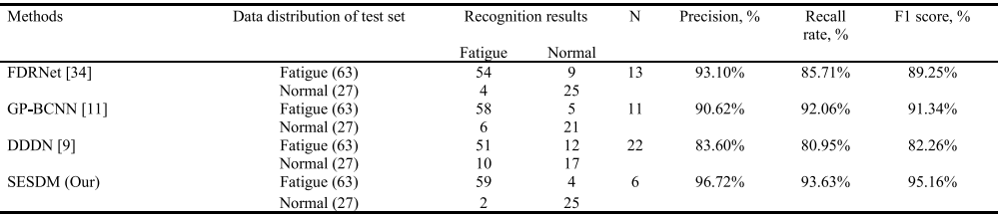 Methods Data distribution of test set Recognition results N Precision, % Recall rate, % F1 score, %
Fatigue Normal
FDRNet [34] Fatigue (63) 54 9 13 93.10% 85.71% 89.25%
Normal (27) 4 25
GP-BCNN [11] Fatigue (63) 58 5 11 90.62% 92.06% 91.34%
Normal (27) 6 21
DDDN [9] Fatigue (63) 51 12 22 83.60% 80.95% 82.26%
Normal (27) 10 17
SESDM (Our) Fatigue (63) 59 4 6 96.72% 93.63% 95.16%
Normal (27) 2 25